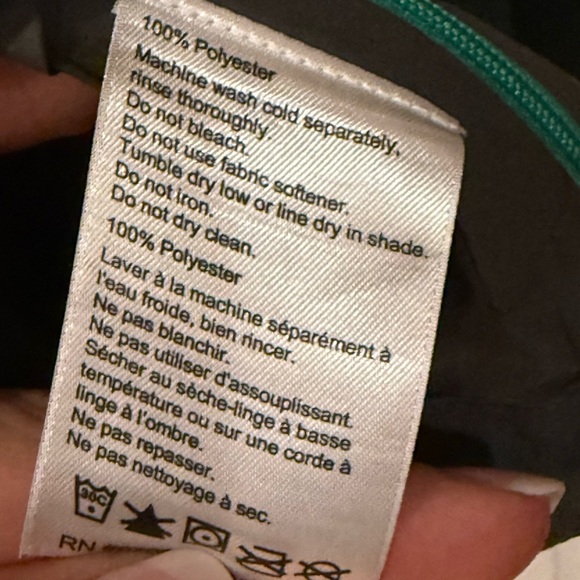 100% Polyester
Machine wash cold separately,
rinse thoroughly.
Do not bleach.
Do not use fabric softener.
Tumble dry low or line dry in shade.
Do not iron.
Do not dry clean.
100% Polyester
Laver à la machine séparément à
l'eau froide, bien rincer.
Ne pas blanchir.
Ne pas utiliser d'assouplissant.
Sécher au sèche-linge à basse
température ou sur une corde à
linge à l'ombre.
Ne pas repasser.
Ne pas nettoyage à sec.
30C
RN